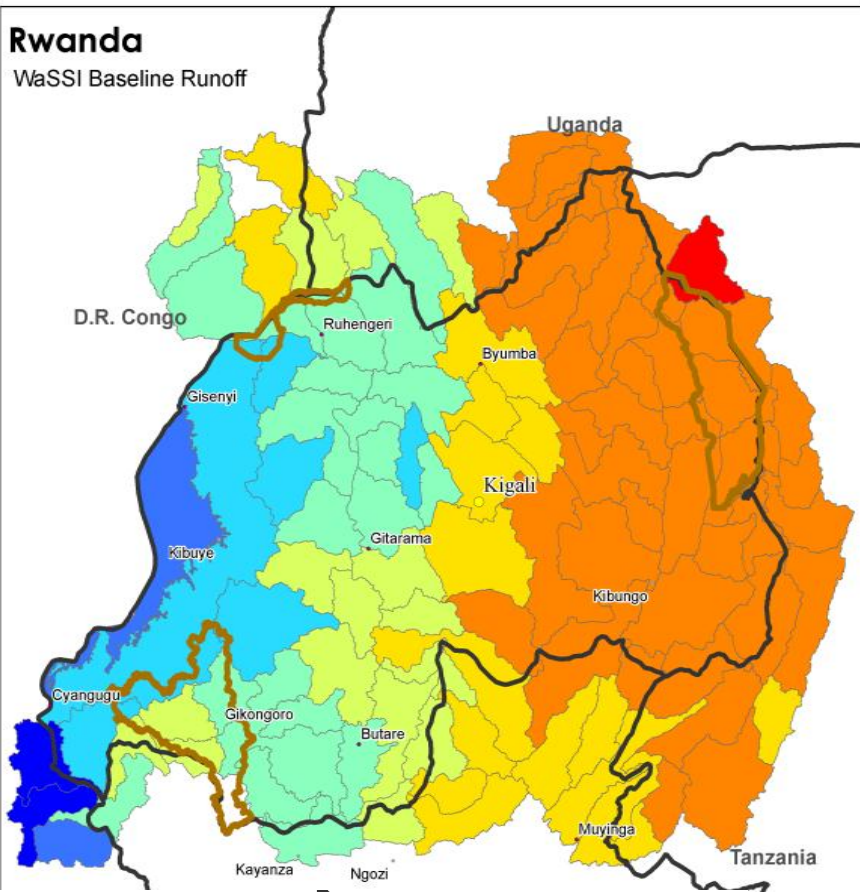 Rwanda
WaSSI Baseline Runoff
Uganda
D.R. Congo
Ruhengeri
Byumba
Gisenyi
Kigali
Gitarama
Kibuye
Kibungo
Cyangugu
Gikongoro
Butare
Muyinga
Tanzania
Kayanza
Ngozi